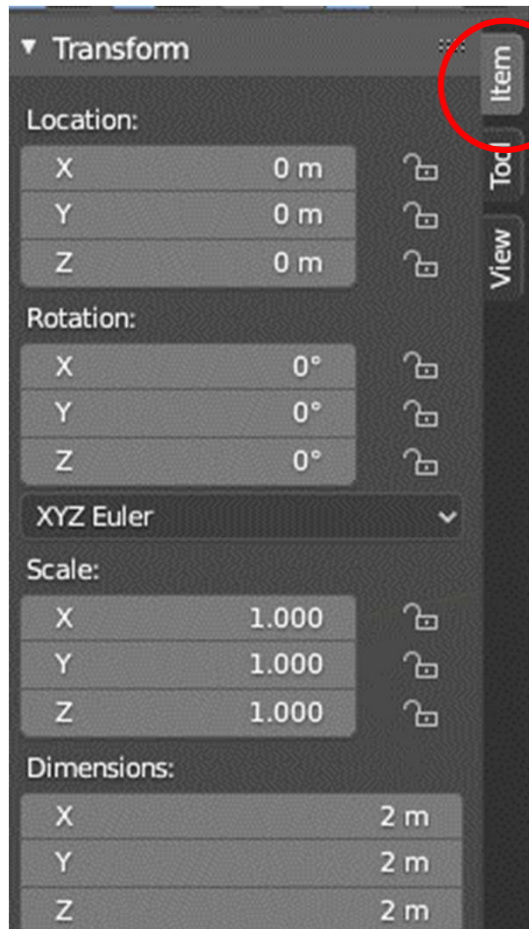 Transform
Item
Location:
X 0 m
Tool
Y 0 m
Z 0 m
View
Rotation:
X 0°
Y 0°
Z 0°
XYZ Euler
Scale:
X 1.000
Y 1.000
Z 1.000
Dimensions:
X 2 m
Y 2 m
Z 2 m